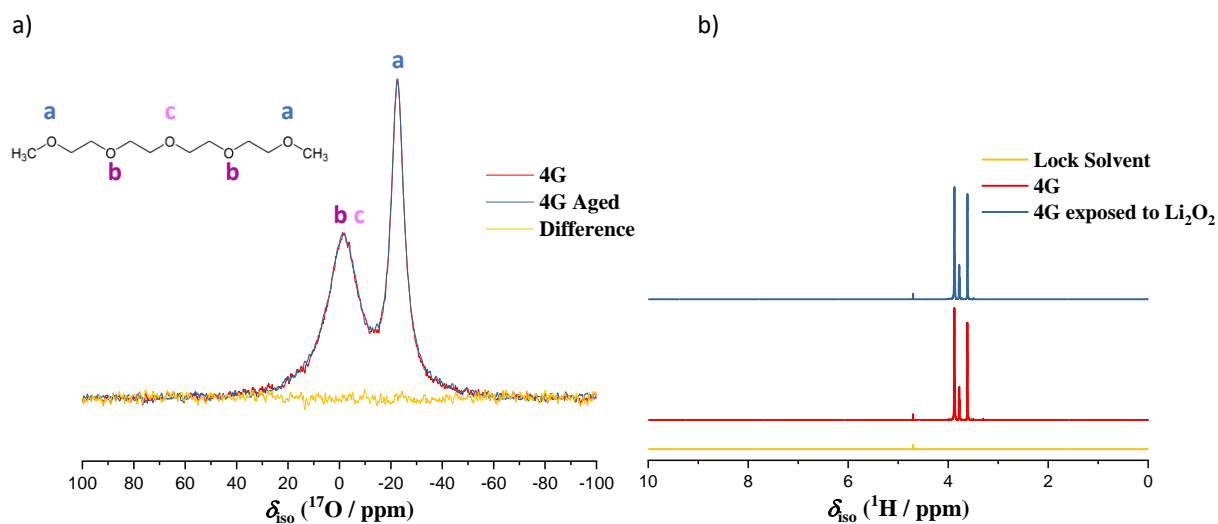 a)
a
c
a
H₃C
O
O
O
O
O
CH₃
b
b
a
b c
4G
4G Aged
Difference
100 80 60 40 20 0 -20 -40 -60 -80 -100
δiso (¹⁷O / ppm)
b)
Lock Solvent
4G
4G exposed to Li₂O₂
10 8 6 4 2 0
δiso (¹H / ppm)